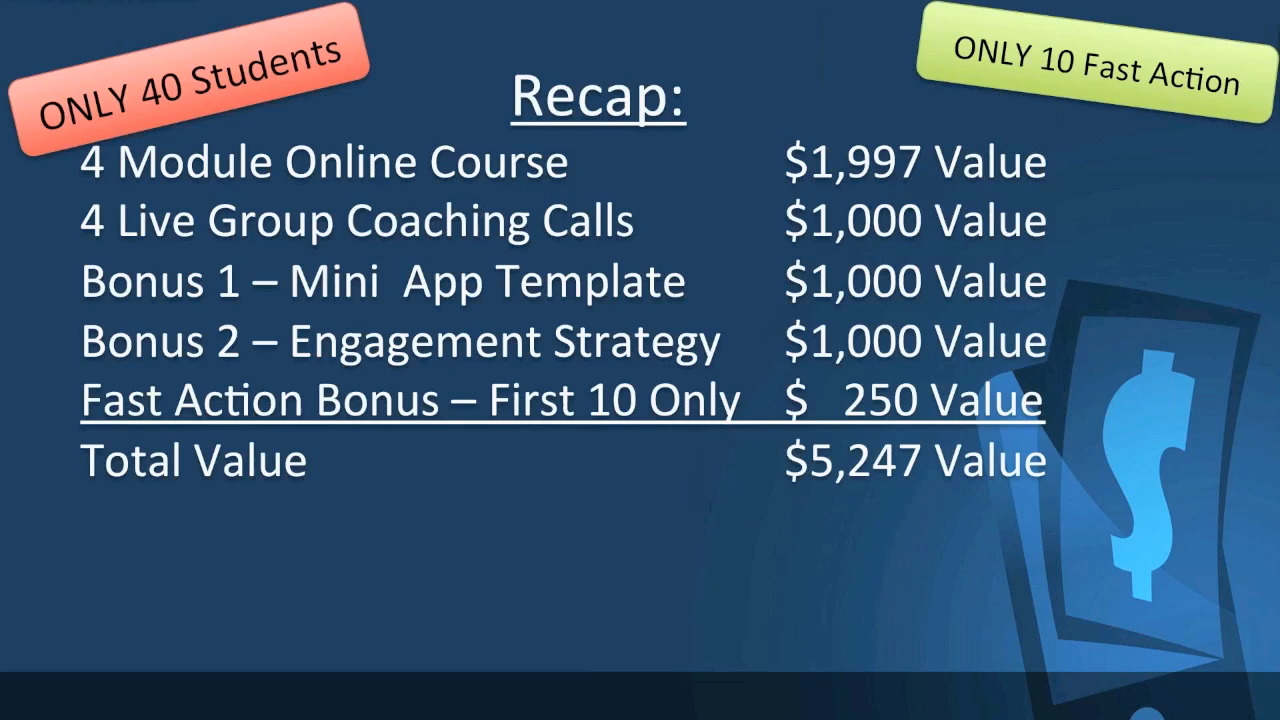 ONLY 40 Students
ONLY 10 Fast Action
Recap:
4 Module Online Course $1,997 Value
4 Live Group Coaching Calls $1,000 Value
Bonus 1 – Mini  App Template $1,000 Value
Bonus 2 – Engagement Strategy $1,000 Value
Fast Action Bonus – First 10 Only $   250 Value
Total Value $5,247 Value